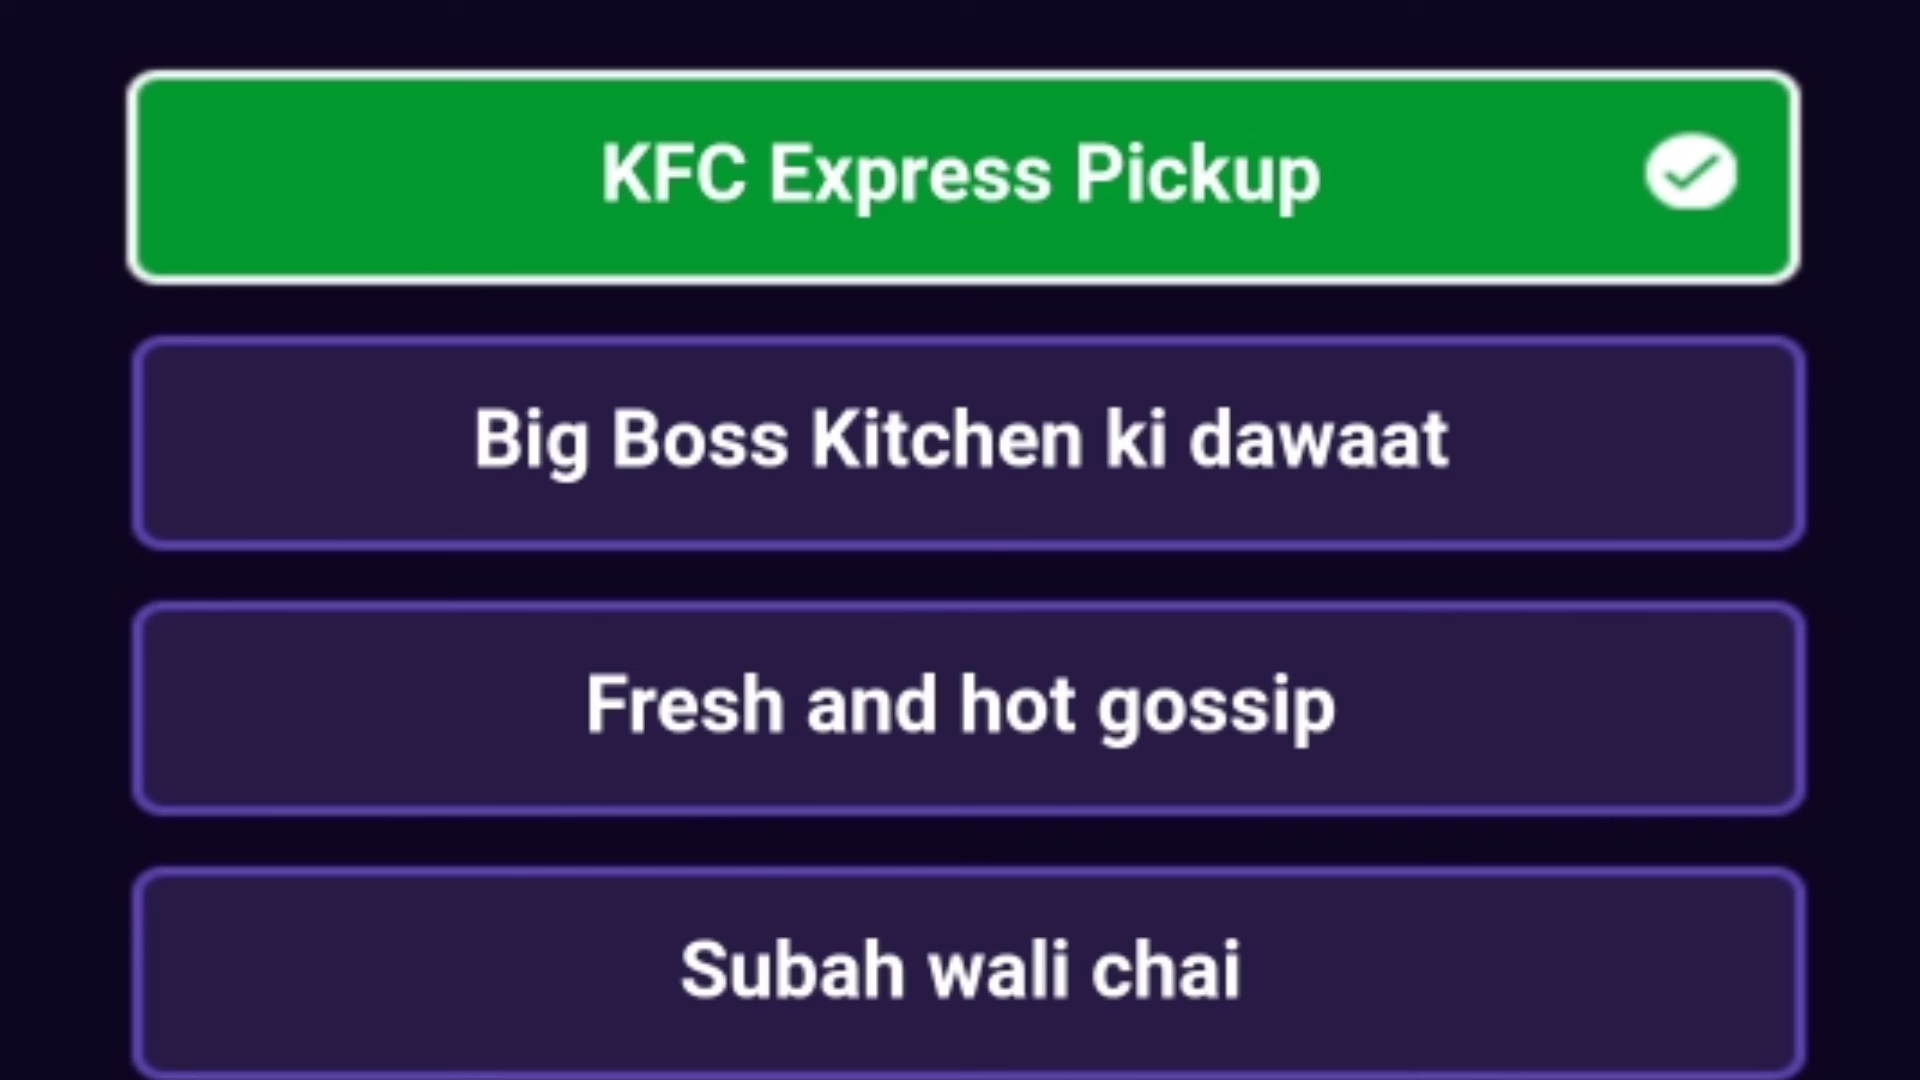 KFC Express Pickup
Big Boss Kitchen ki dawaat
Fresh and hot gossip
Subah wali chai